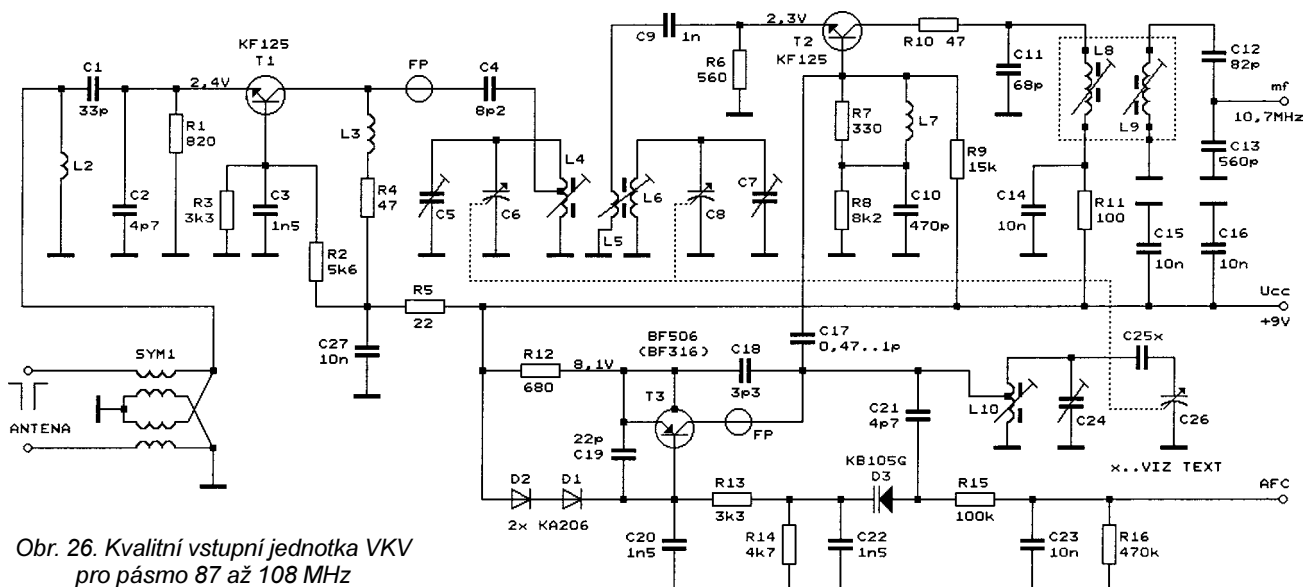 C9
1n
2,3V
T2
KF125
R6
560
R10 47
C11
68p
L8
L9
C12
82p
mf
10,7MHz
C13
560p
KF125
T1
C1
33p
2,4V
R1
820
L2
C2
4p7
R3
3k3
C3
1n5
R2
5k6
L3
R4
47
FP
C4
8p2
C5
C6
L4
L5
L6
C8
C7
R7
330
L7
R8
8k2
C10
470p
R9
15k
C14
10n
R11
100
C15
10n
C16
10n
Ucc
+9V
R5
22
C27
10n
SYM1
ANTENA
R12
680
8,1V
BF506
(BF316)
T3
C18
3p3
C17
0,47..1p
22p
C19
FP
C21
4p7
L10
C24
C25x
C26
x..VIZ TEXT
D2
D1
2x KA206
R13
3k3
KB105G
D3
R15
100k
AFC
C20
1n5
R14
4k7
C22
1n5
C23
10n
R16
470k
Obr. 26. Kvalitní vstupní jednotka VKV
pro pásmo 87 až 108 MHz